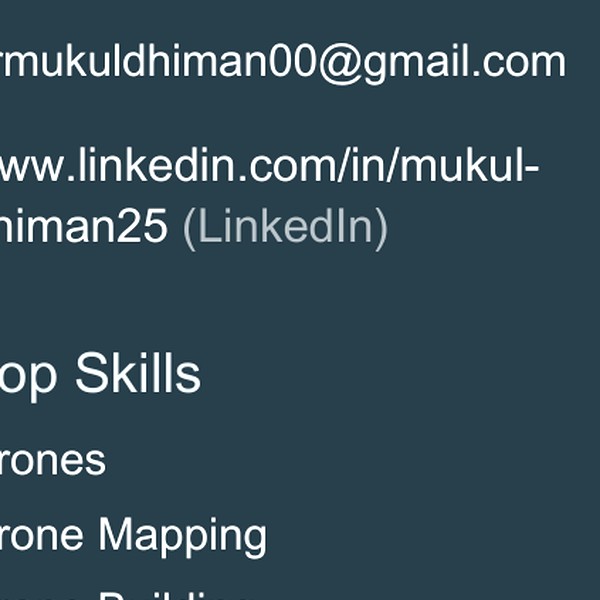 rmukuldhiman00@gmail.com
ww.linkedin.com/in/mukul-
himan25 (LinkedIn)
op Skills
rones
rone Mapping